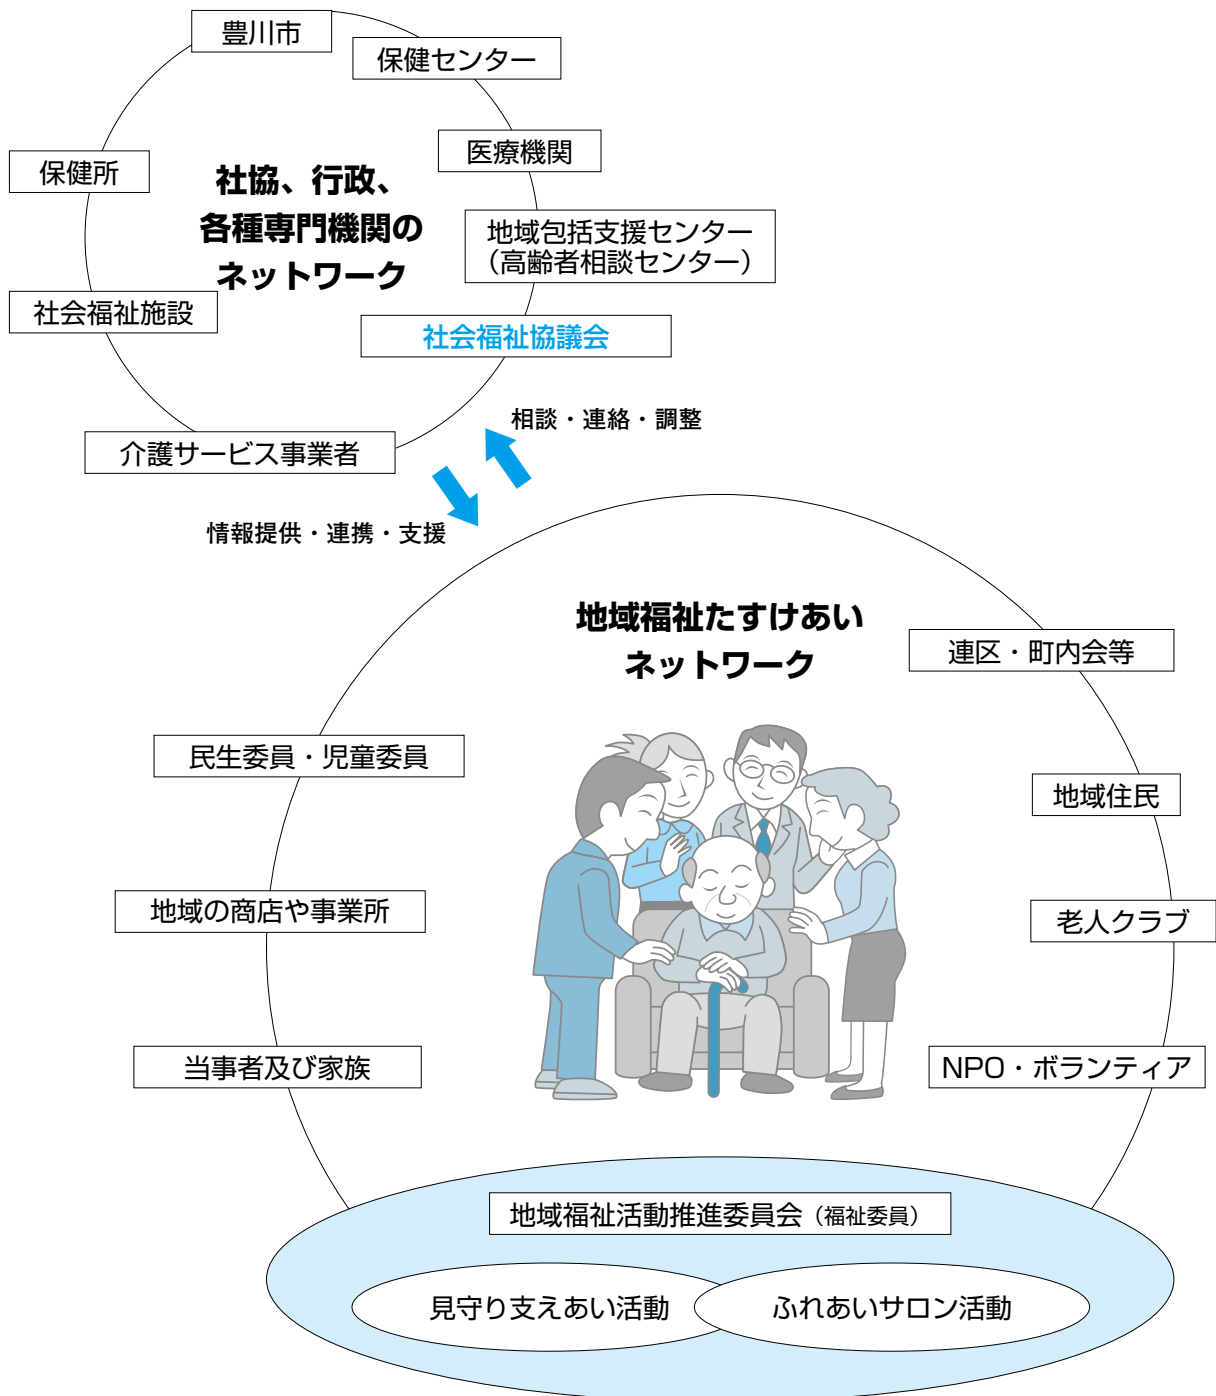 豊川市
保健センター
医療機関
保健所
社協、行政、
各種専門機関の
ネットワーク
地域包括支援センター
（高齢者相談センター）
社会福祉施設
社会福祉協議会
介護サービス事業者
相談・連絡・調整
情報提供・連携・支援
地域福祉たすけあい
ネットワーク
連区・町内会等
民生委員・児童委員
地域住民
地域の商店や事業所
老人クラブ
当事者及び家族
NPO・ボランティア
地域福祉活動推進委員会（福祉委員）
見守り支えあい活動
ふれあいサロン活動